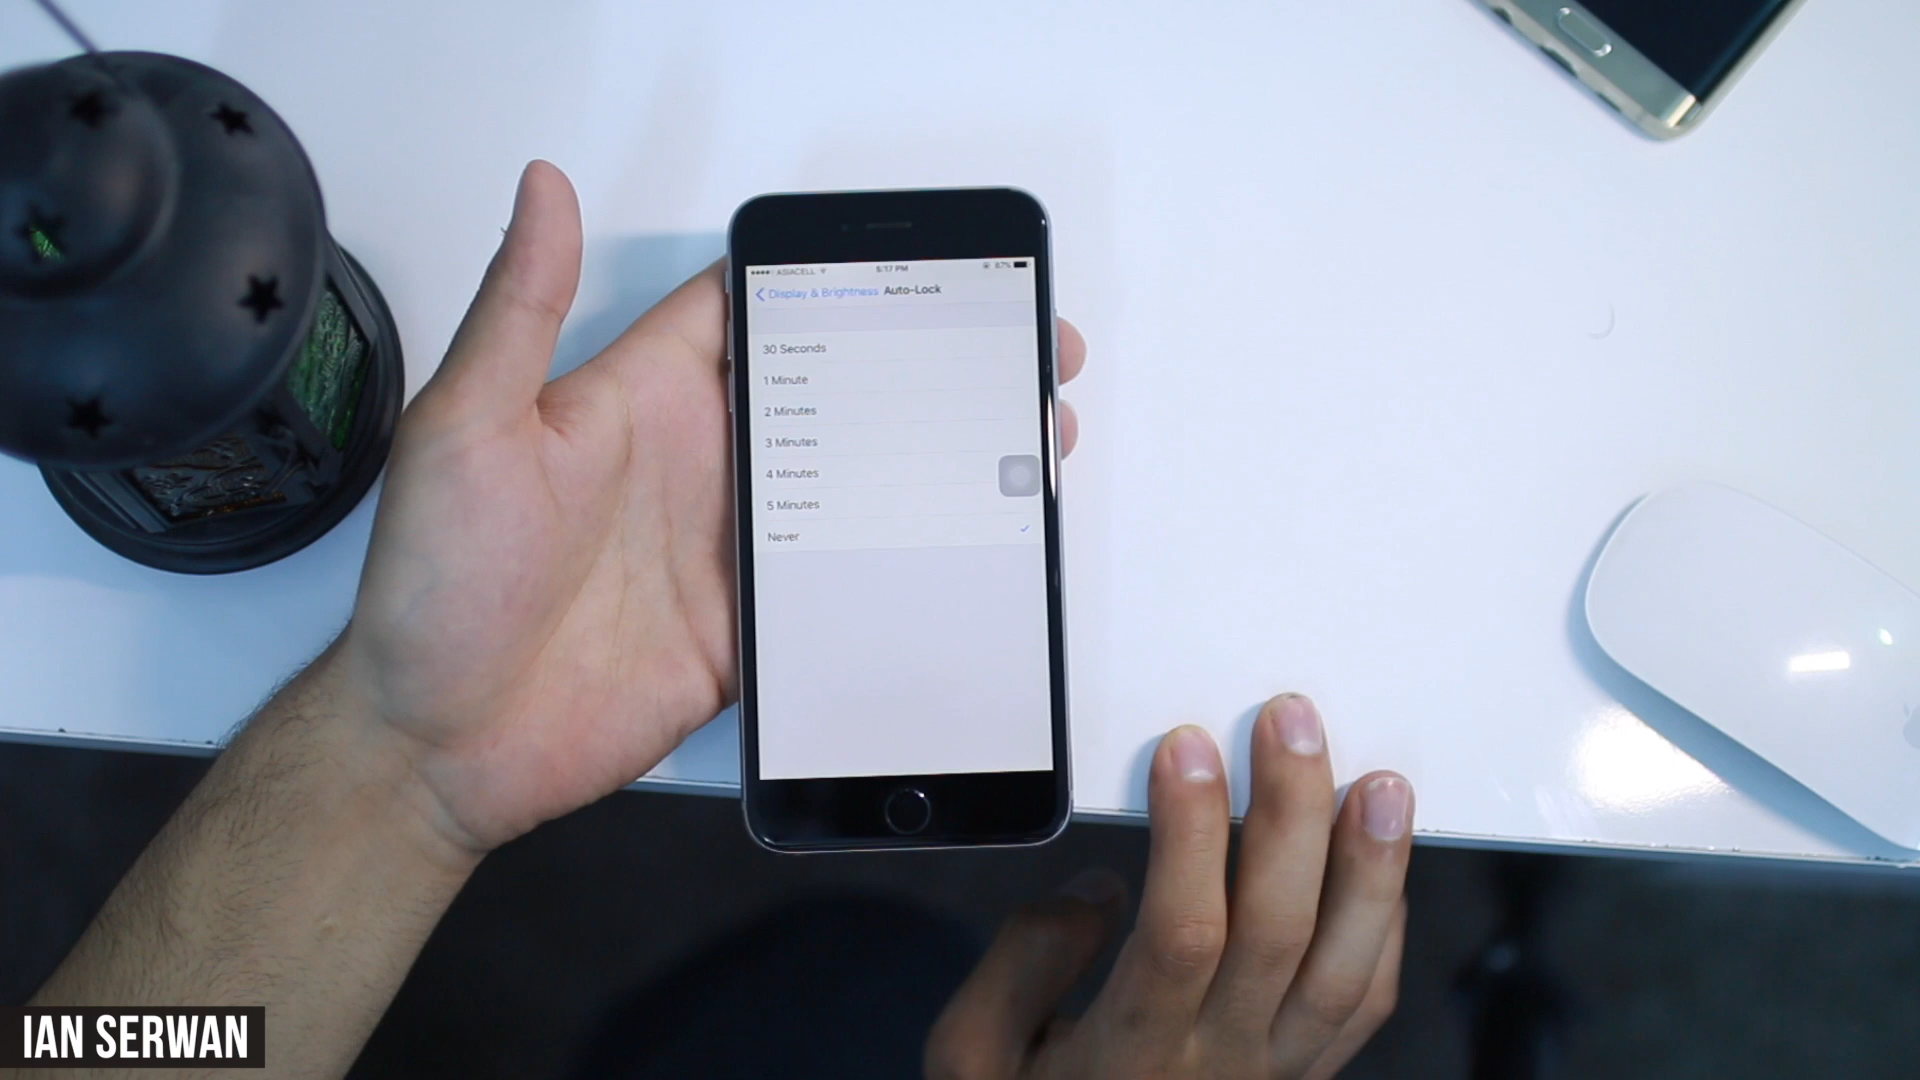 ASIACELL
5:17 PM
87%
Display & Brightness
Auto-Lock
30 Seconds
1 Minute
2 Minutes
3 Minutes
4 Minutes
5 Minutes
Never
IAN SERWAN